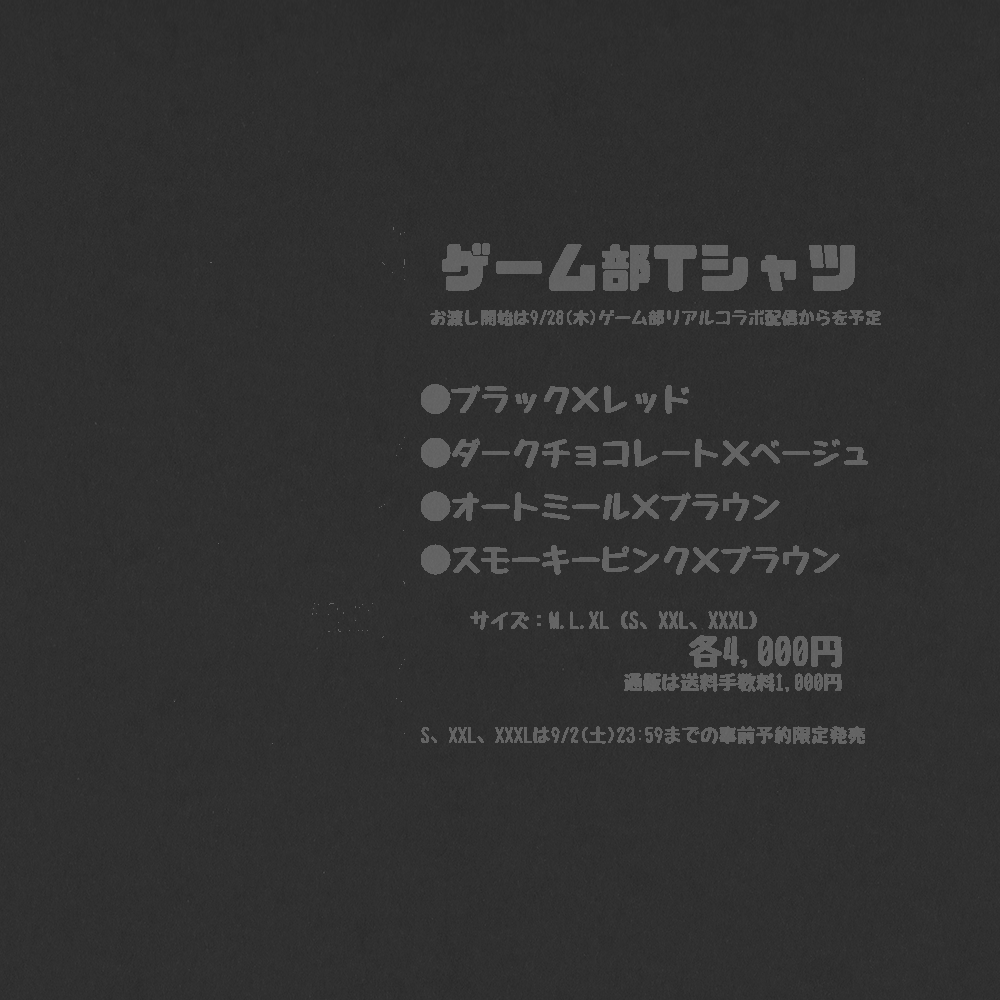 ゲーム部Tシャツ
お渡し開始は9/28(木)ゲーム部リアルコラボ配信からを予定
●ブラック×レッド
●ダークチョコレート×ベージュ
●オートミール×ブラウン
●スモーキーピンク×ブラウン
サイズ：M.L.XL (S、XXL、XXXL)
各4,000円
通販は送料手数料1,000円
S、XXL、XXXLは9/2(土)23:59までの事前予約限定発売